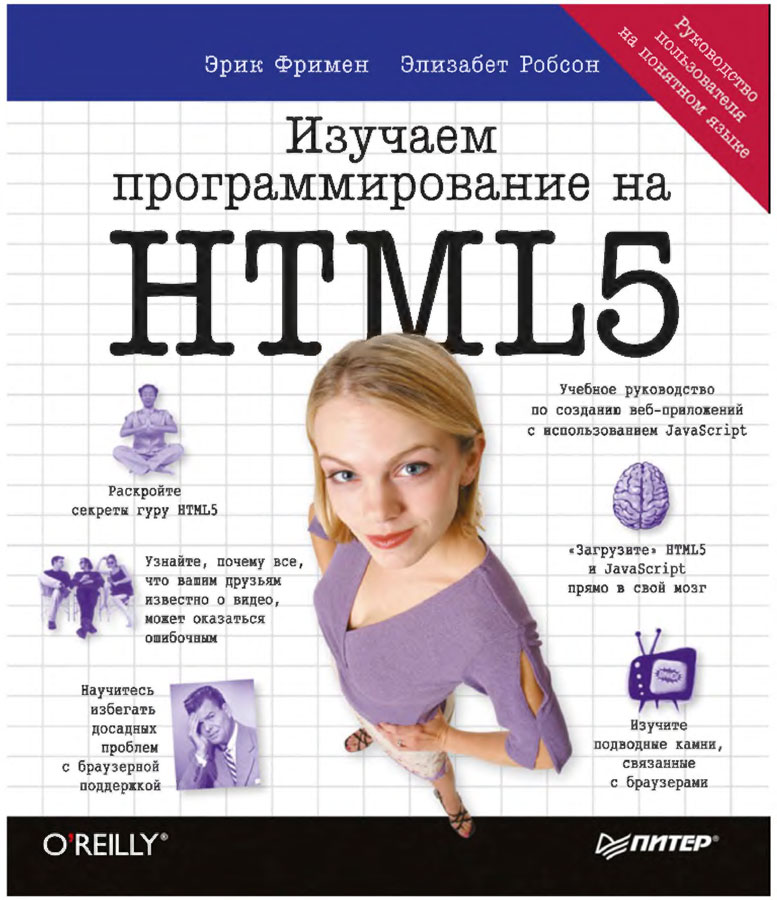 Эрик Фримен Элизабет Робсон
Руководство
пользователя
на понятном языке
Изучаем
программирование на
HTML5
Учебное руководство
по созданию веб-приложений
с использованием JavaScript
Раскройте
секреты гуру HTML5
«Загрузите» HTML5
и JavaScript
прямо в свой мозг
Узнайте, почему все,
что вашим друзьям
известно о видео,
может оказаться
ошибочным
Научитесь
избегать
досадных
проблем
с браузерной
поддержкой
Изучите
подводные камни,
связанные
с браузерами
O'REILLY®
ПИТЕР®